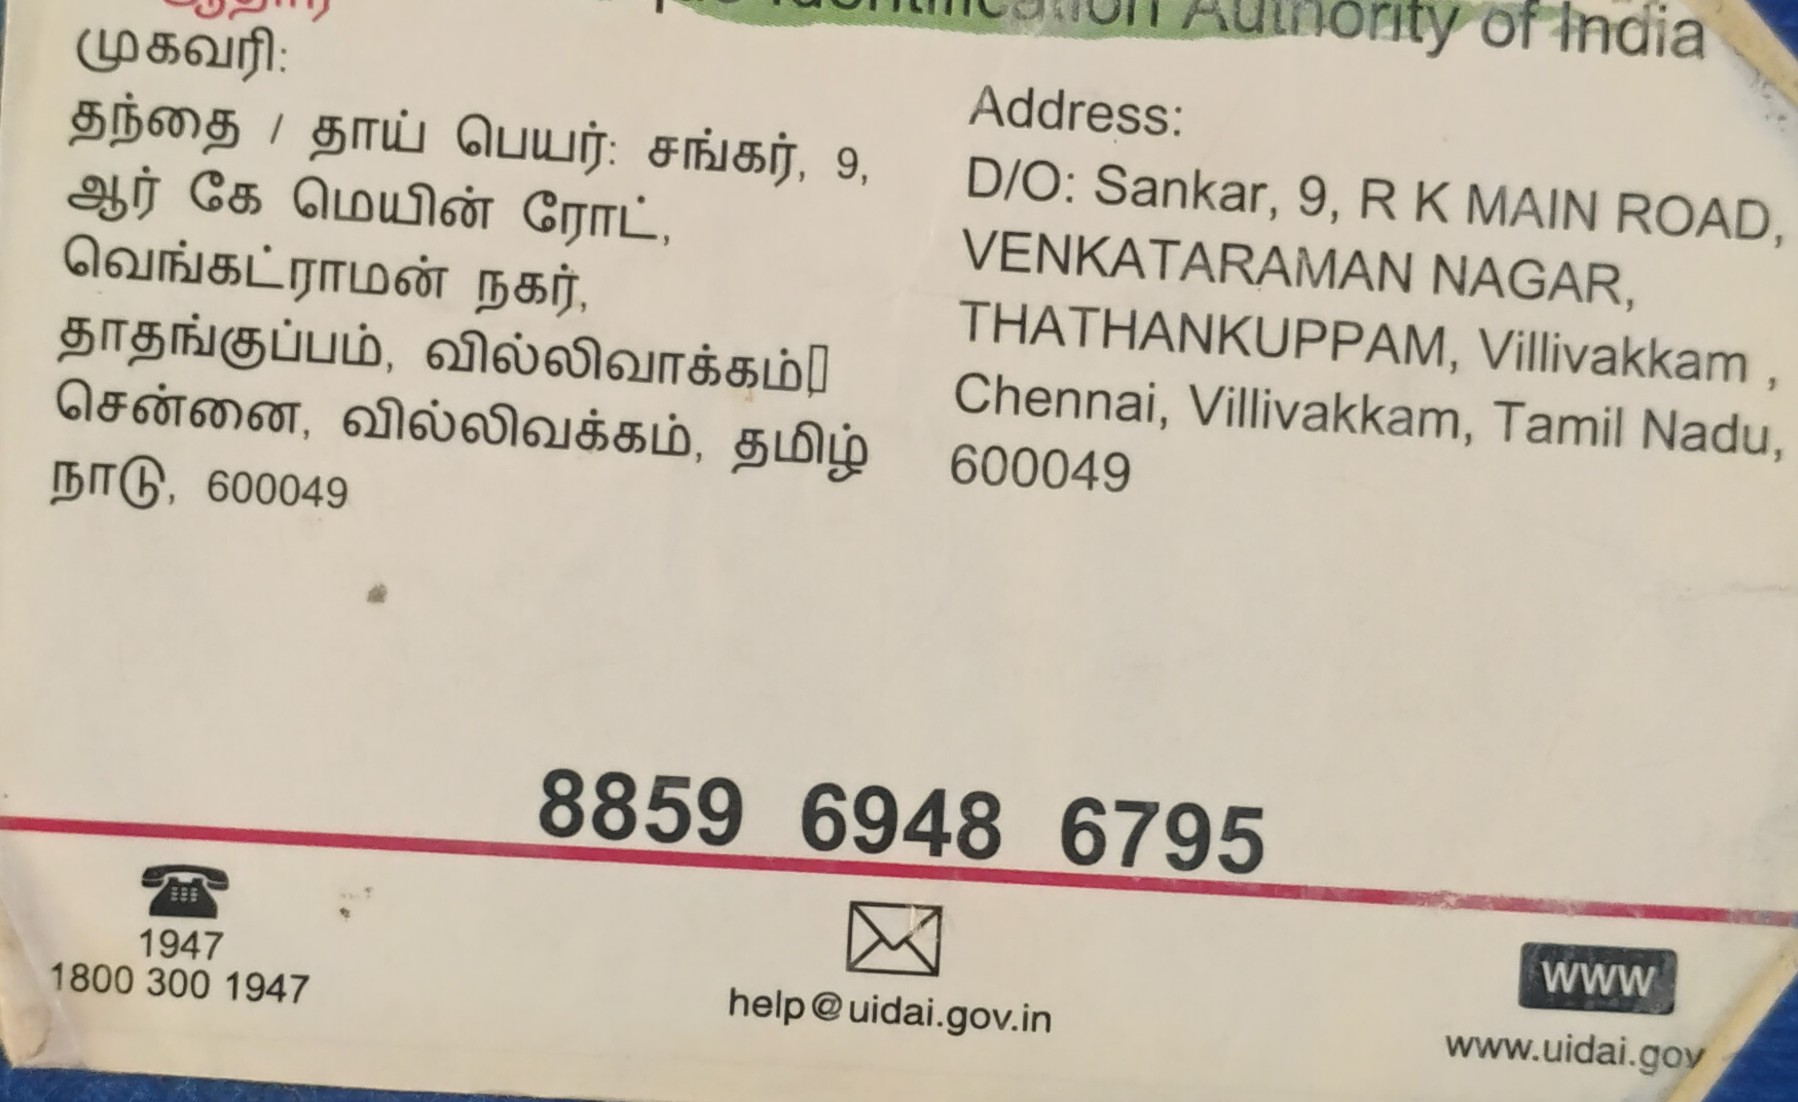 Identification Authority of India
முகவரி:
தந்தை / தாய் பெயர்: சங்கர், 9,
ஆர் கே மெயின் ரோட்,
வெங்கட்ராமன் நகர்,
தாதங்குப்பம், வில்லிவாக்கம்
சென்னை, வில்லிவக்கம், தமிழ்
நாடு, 600049
Address:
D/O: Sankar, 9, R K MAIN ROAD,
VENKATARAMAN NAGAR,
THATHANKUPPAM, Villivakkam ,
Chennai, Villivakkam, Tamil Nadu,
600049
8859 6948 6795
1947
1800 300 1947
help@uidai.gov.in
www
www.uidai.gov